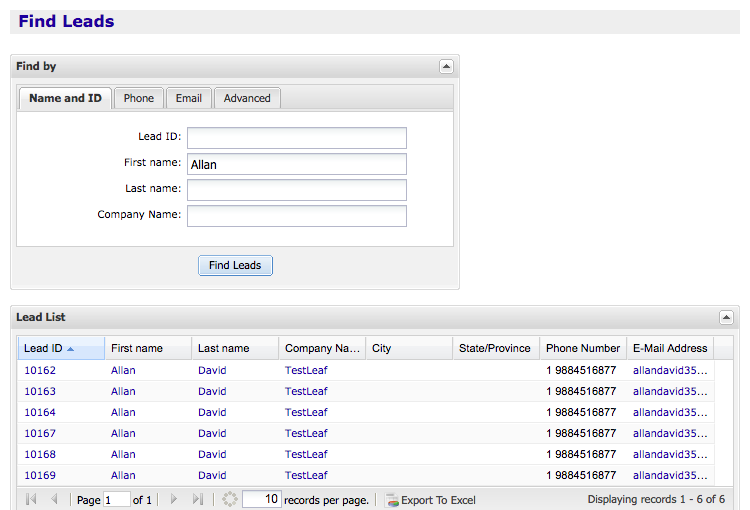 Find Leads
Find by
Name and ID Phone Email Advanced
Lead ID:
First name: Allan
Last name:
Company Name:
Find Leads
Lead List
Lead ID First name Last name Company Na... City State/Province Phone Number E-Mail Address
10162 Allan David TestLeaf 1 9884516877 allandavid35...
10163 Allan David TestLeaf 1 9884516877 allandavid35...
10164 Allan David TestLeaf 1 9884516877 allandavid35...
10167 Allan David TestLeaf 1 9884516877 allandavid35...
10168 Allan David TestLeaf 1 9884516877 allandavid35...
10169 Allan David TestLeaf 1 9884516877 allandavid35...
Page 1 of 1 10 records per page. Export To Excel Displaying records 1 - 6 of 6